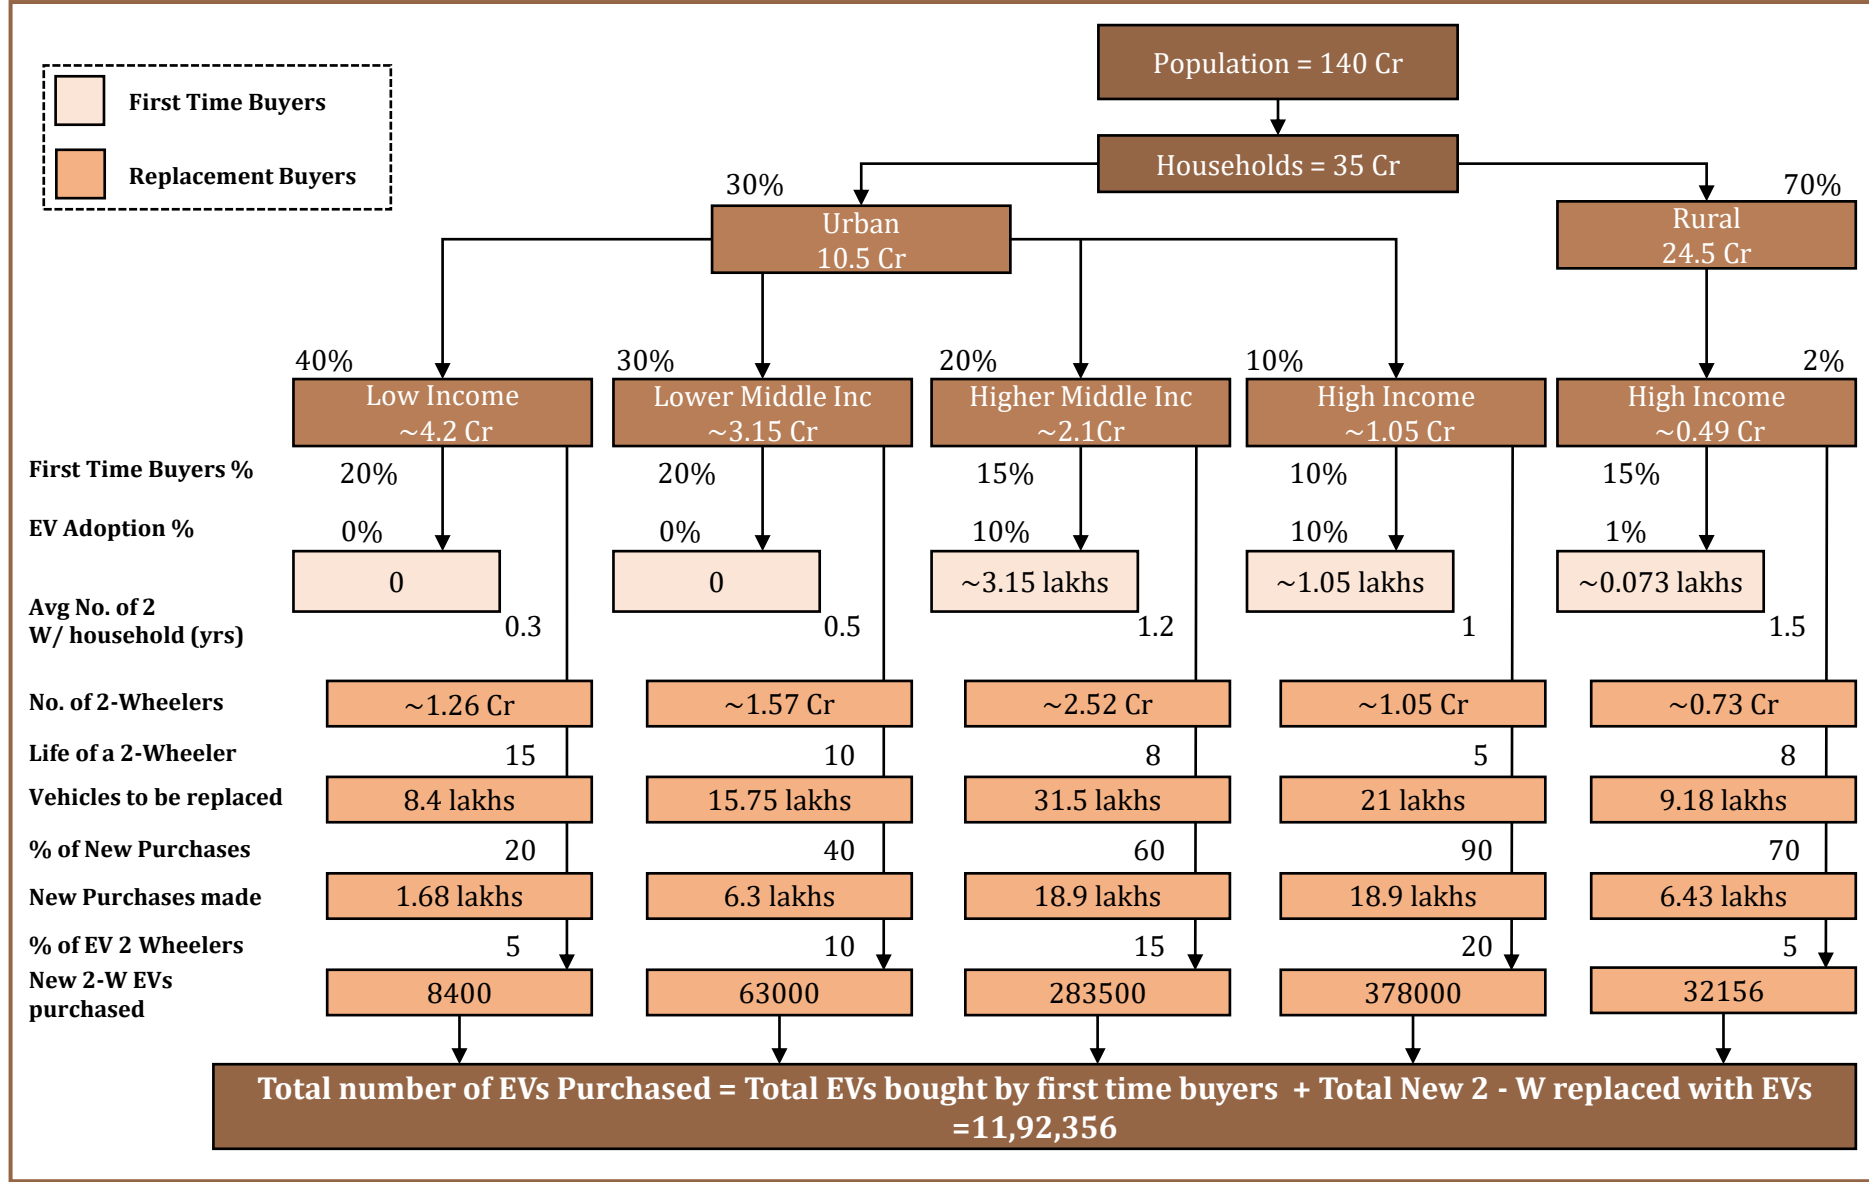 Population = 140 Cr
First Time Buyers
Replacement Buyers
Households = 35 Cr
30%
70%
Urban
10.5 Cr
Rural
24.5 Cr
40%
30%
20%
10%
2%
Low Income
~4.2 Cr
Lower Middle Inc
~3.15 Cr
Higher Middle Inc
~2.1Cr
High Income
~1.05 Cr
High Income
~0.49 Cr
First Time Buyers %
20%
20%
15%
10%
15%
EV Adoption %
0%
0%
10%
10%
1%
0
0
~3.15 lakhs
~1.05 lakhs
~0.073 lakhs
Avg No. of 2
W/ household (yrs)
0.3
0.5
1.2
1
1.5
No. of 2-Wheelers
~1.26 Cr
~1.57 Cr
~2.52 Cr
~1.05 Cr
~0.73 Cr
Life of a 2-Wheeler
15
10
8
5
8
Vehicles to be replaced
8.4 lakhs
15.75 lakhs
31.5 lakhs
21 lakhs
9.18 lakhs
% of New Purchases
20
40
60
90
70
New Purchases made
1.68 lakhs
6.3 lakhs
18.9 lakhs
18.9 lakhs
6.43 lakhs
% of EV 2 Wheelers
5
10
15
20
5
New 2-W EVs
purchased
8400
63000
283500
378000
32156
Total number of EVs Purchased = Total EVs bought by first time buyers + Total New 2 - W replaced with EVs
=11,92,356